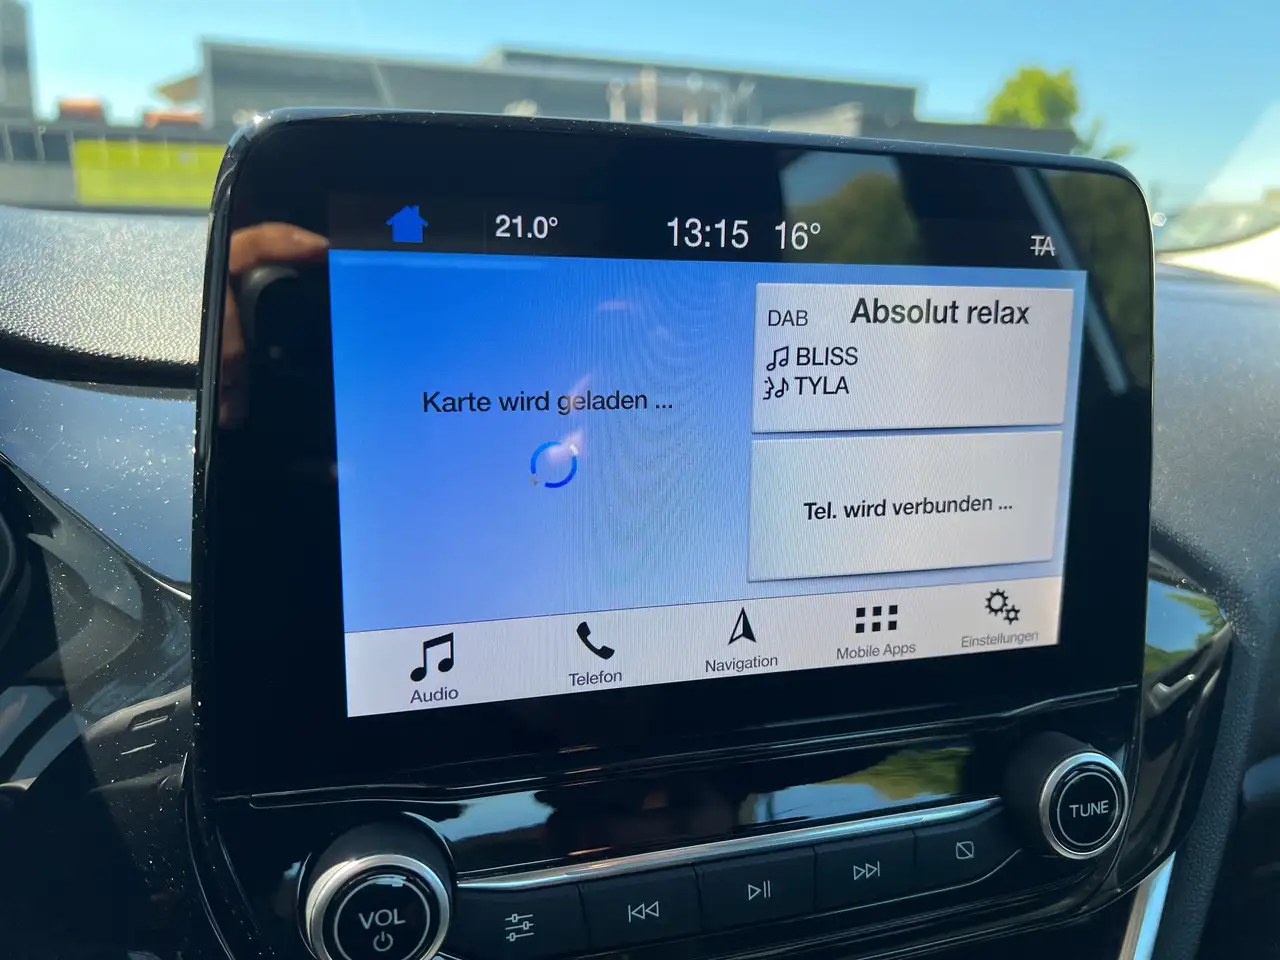 21.0°
13:15
16°
TA
Karte wird geladen ...
DAB
Absolut relax
BLISS
TYLA
Tel. wird verbunden ...
Audio
Telefon
Navigation
Mobile Apps
Einstellungen
VOL
TUNE